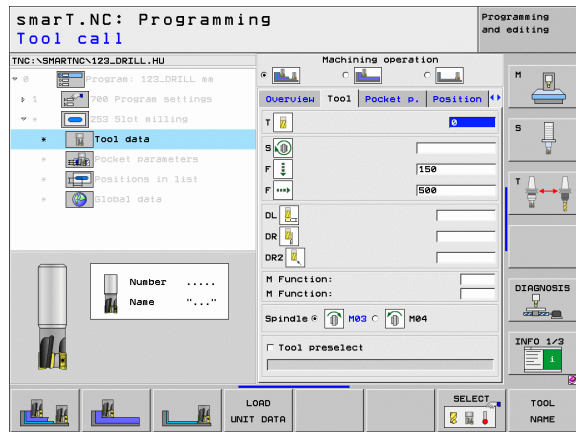 smarT.NC: Programming
Tool call
Programming
and editing
TNC:\SMARTNC\123_DRILL.HU
0 Program: 123_DRILL mm
1 700 Program settings
* 253 Slot milling
* Tool data
* Pocket parameters
* Positions in list
* Global data
Number .....
Name "..."
Machining operation
Overview Tool Pocket p. Position
T 0
S
F 150
F 500
DL
DR
DR2
M Function:
M Function:
Spindle M03 M04
Tool preselect
M
S
T
DIAGNOSIS
INFO 1/3
i
LOAD
UNIT DATA
SELECT
TOOL
NAME